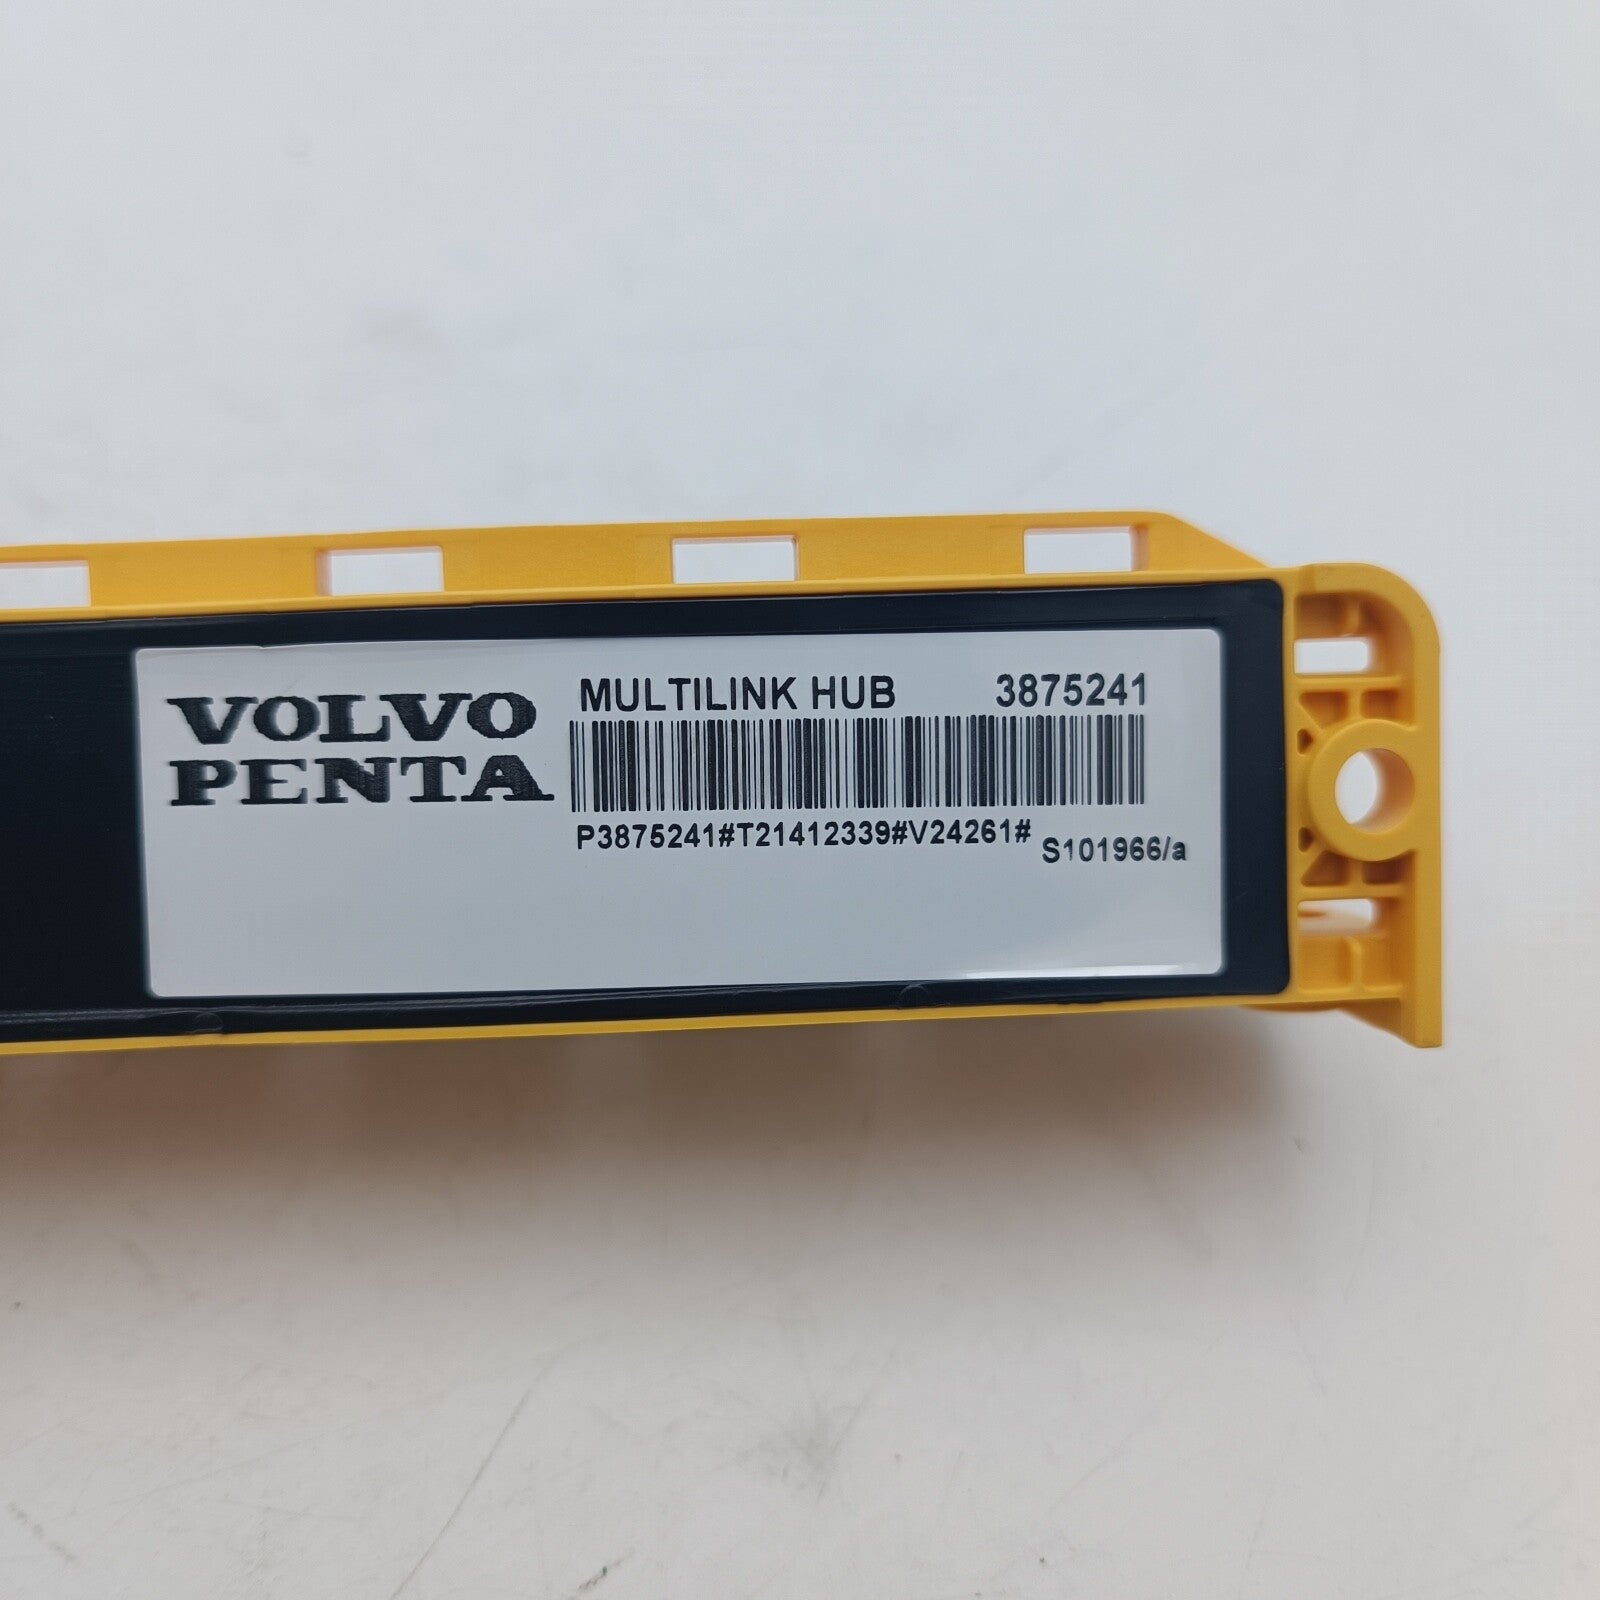 VOLVO
PENTA
MULTILINK HUB 3875241
P3875241#T21412339#V24261#
S101966/a